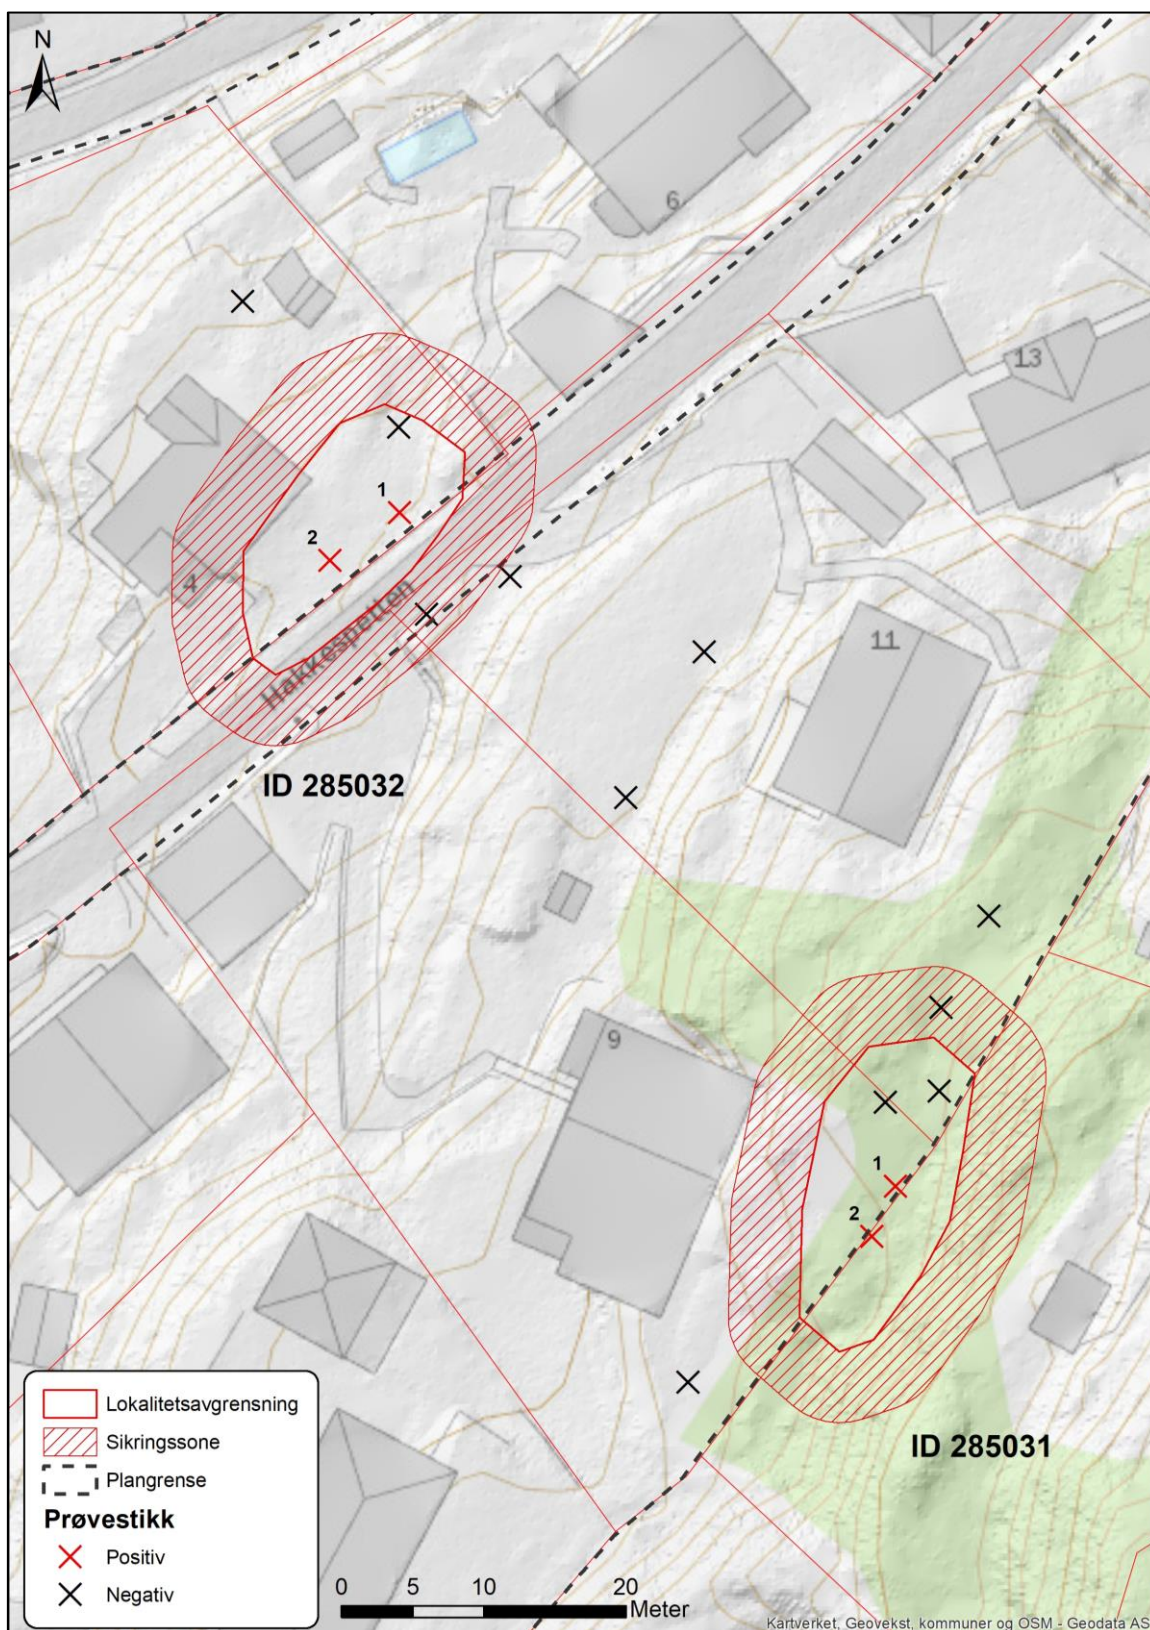 N
6
13
1
2
4
Hakkespetten
11
ID 285032
9
1
2
ID 285031
Lokalitetsavgrensning
Sikringssone
Plangrense
Prøvestikk
Positiv
Negativ
0 5 10 20
Meter
Kartverket, Geovekst, kommuner og OSM - Geodata AS